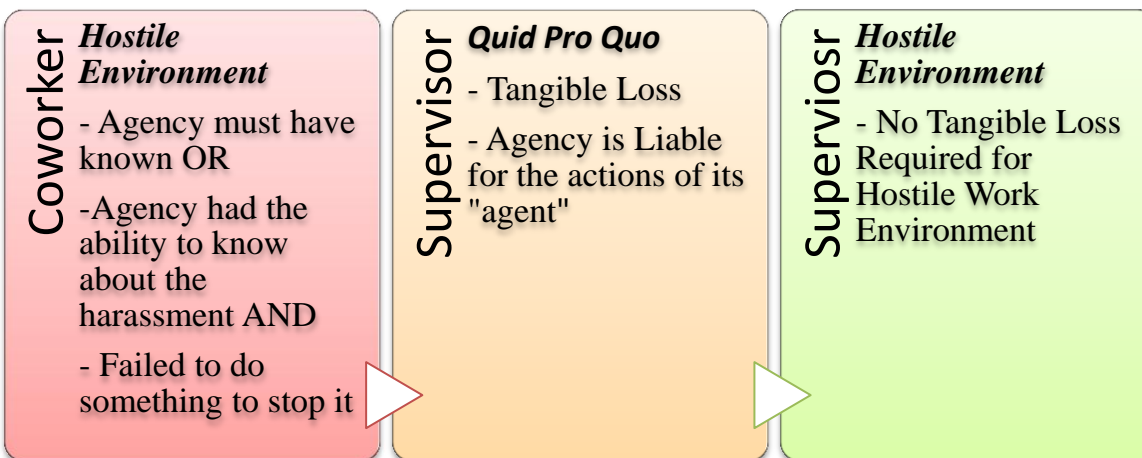 Coworker
Hostile
Environment
- Agency must have
known OR
-Agency had the
ability to know
about the
harassment AND
- Failed to do
something to stop it
Supervisor
Quid Pro Quo
- Tangible Loss
- Agency is Liable
for the actions of its
"agent"
Superviosr
Hostile
Environment
- No Tangible Loss
Required for
Hostile Work
Environment